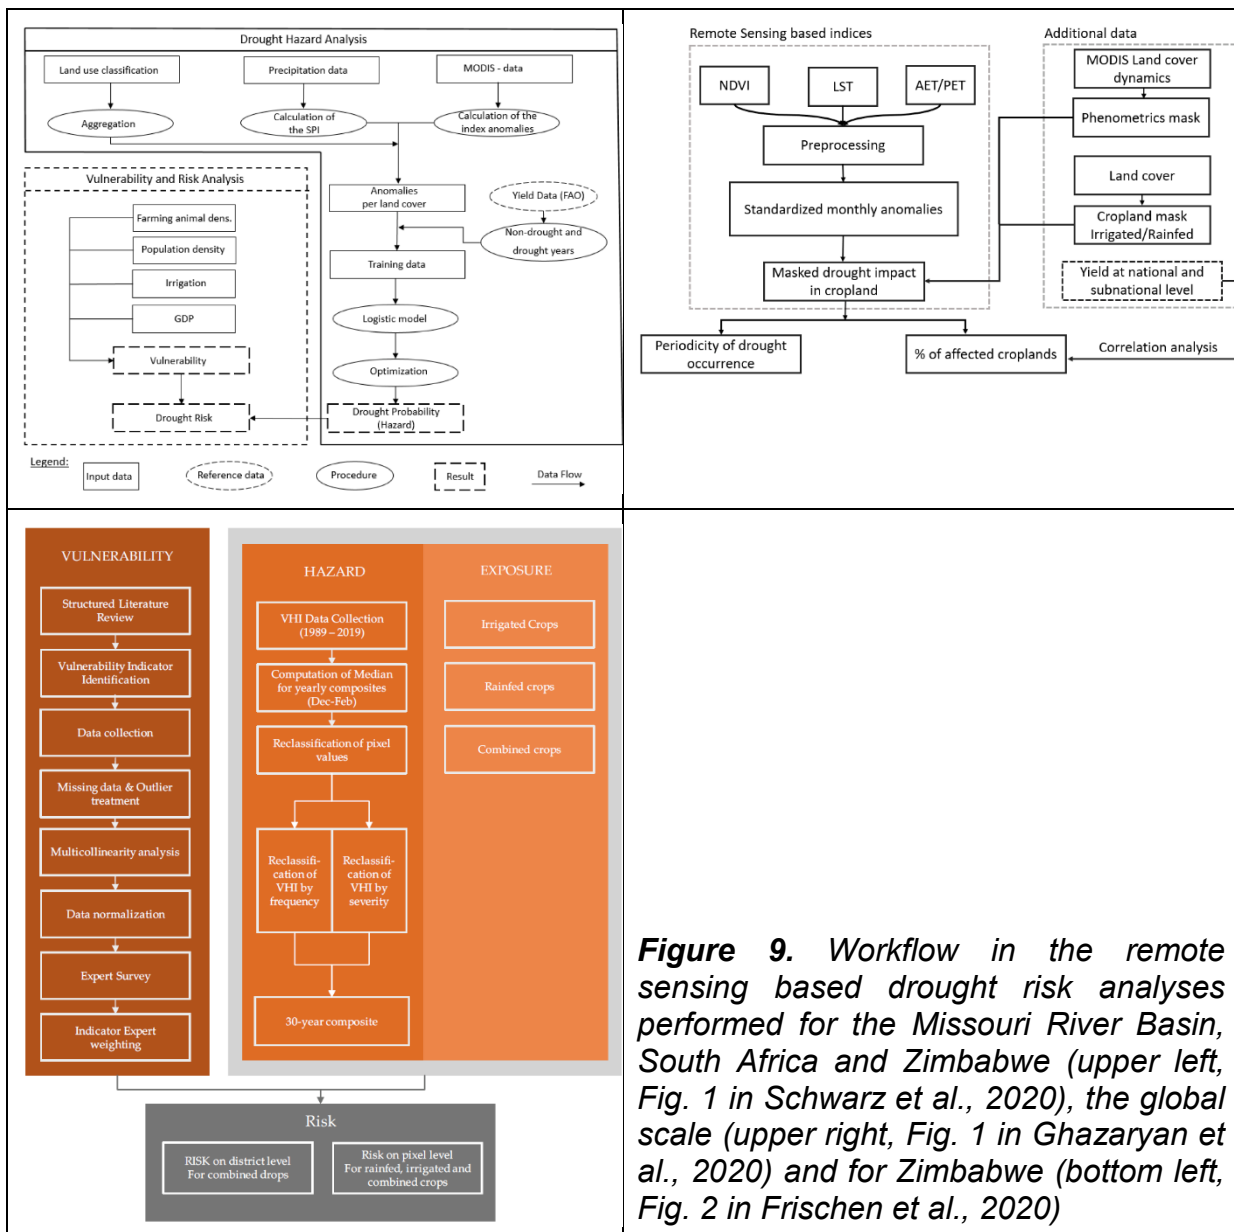 Drought Hazard Analysis
Land use classification
Precipitation data
MODIS - data
Aggregation
Calculation of
the SPI
Calculation of the
index anomalies
Vulnerability and Risk Analysis
Farming animal dens.
Population density
Irrigation
GDP
Vulnerability
Drought Risk
Anomalies
per land cover
Yield Data (FAO)
Non-drought and
drought years
Training data
Logistic model
Optimization
Drought Probability
(Hazard)
Legend:
Input data
Reference data
Procedure
Result
Data Flow
Remote Sensing based indices
NDVI
LST
AET/PET
Preprocessing
Standardized monthly anomalies
Masked drought impact
in cropland
Periodicity of drought
occurrence
% of affected croplands
Additional data
MODIS Land cover
dynamics
Phenometrics mask
Land cover
Cropland mask
Irrigated/Rainfed
Yield at national and
subnational level
Correlation analysis
VULNERABILITY
Structured Literature
Review
Vulnerability Indicator
Identification
Data collection
Missing data & Outlier
treatment
Multicollinearity analysis
Data normalization
Expert Survey
Indicator Expert
weighting
HAZARD
VHI Data Collection
(1989 – 2019)
Computation of Median
for yearly composites
(Dec-Feb)
Reclassification of pixel
values
Reclassifi-
cation of
VHI by
frequency
Reclassifi-
cation of
VHI by
severity
30-year composite
EXPOSURE
Irrigated Crops
Rainfed crops
Combined crops
Risk
RISK on district level
For combined drops
Risk on pixel level
For rainfed, irrigated and
combined crops
Figure 9. Workflow in the remote
sensing based drought risk analyses
performed for the Missouri River Basin,
South Africa and Zimbabwe (upper left,
Fig. 1 in Schwarz et al., 2020), the global
scale (upper right, Fig. 1 in Ghazaryan et
al., 2020) and for Zimbabwe (bottom left,
Fig. 2 in Frischen et al., 2020)